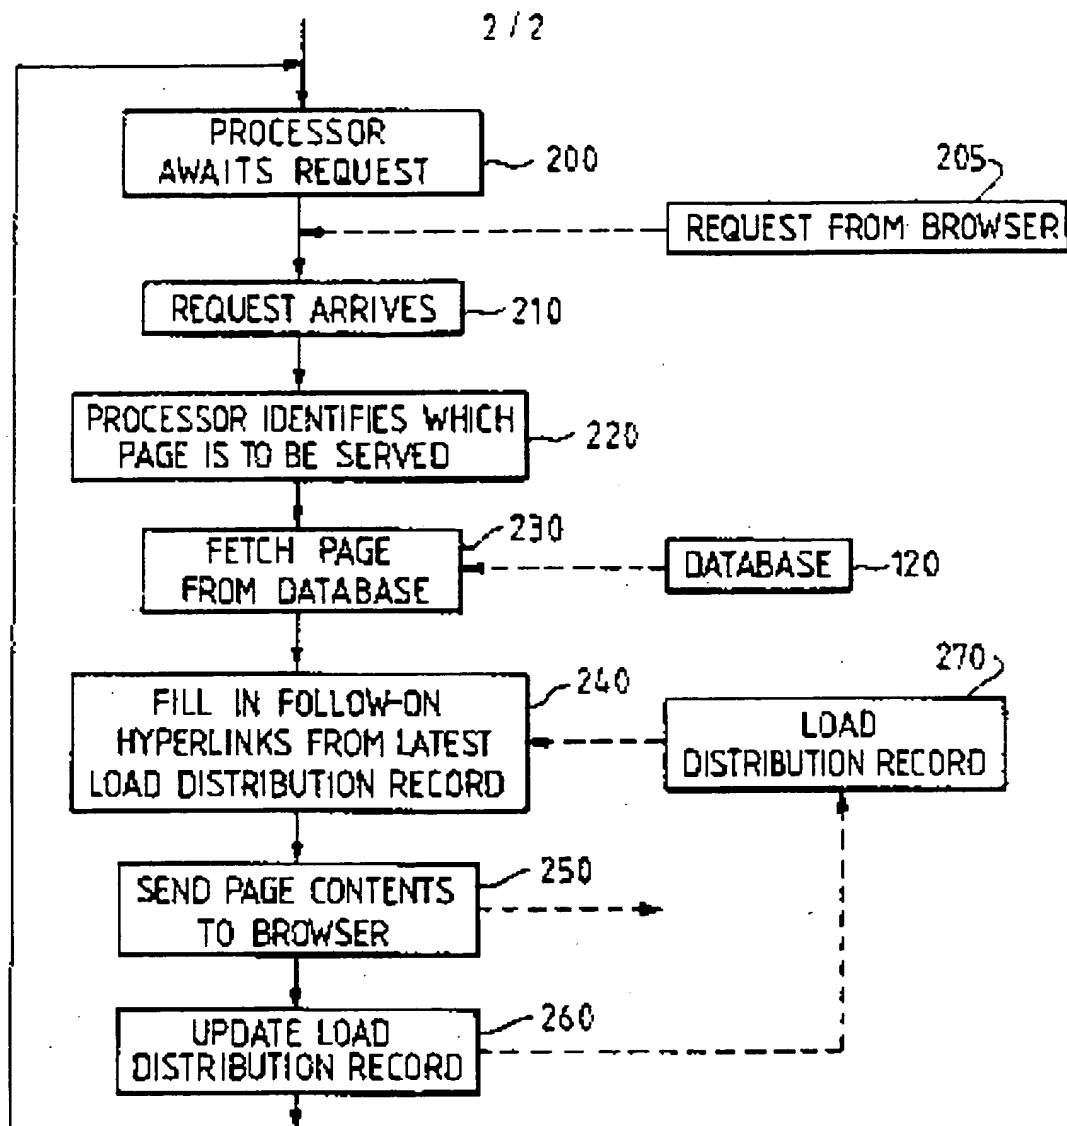 2/2
PROCESSOR
AWAITS REQUEST
200
205
REQUEST FROM BROWSER
REQUEST ARRIVES
210
PROCESSOR IDENTIFIES WHICH
PAGE IS TO BE SERVED
220
230
FETCH PAGE
FROM DATABASE
DATABASE
120
240
FILL IN FOLLOW-ON
HYPERLINKS FROM LATEST
LOAD DISTRIBUTION RECORD
270
LOAD
DISTRIBUTION RECORD
250
SEND PAGE CONTENTS
TO BROWSER
260
UPDATE LOAD
DISTRIBUTION RECORD